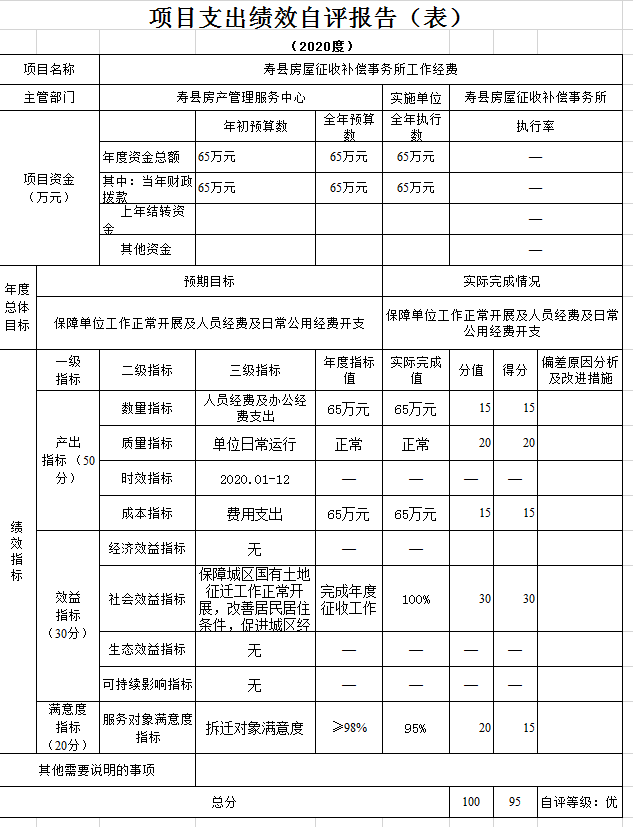 项目支出绩效自评报告（表）
（2020度）
项目名称 寿县房屋征收补偿事务所工作经费
主管部门 寿县房产管理服务中心 实施单位 寿县房屋征收补偿事务所
项目资金
（万元）
年初预算数 全年预算数 全年执行数 执行率
年度资金总额 65万元 65万元 65万元 —
其中：当年财政拨款 65万元 65万元 65万元 —
上年结转资金 —
其他资金 —
年度
总体
目标
预期目标 实际完成情况
保障单位工作正常开展及人员经费及日常公用经费开支
保障单位工作正常开展及人员经费及日常
公用经费开支
绩效指标
一级指标 二级指标 三级指标 年度指标值 实际完成值 分值 得分 偏差原因分析及改进措施
产出
指标（50
分）
数量指标 人员经费及办公经费支出 65万元 65万元 15 15
质量指标 单位日常运行 正常 正常 20 20
时效指标 2020.01-12 — — — —
成本指标 费用支出 65万元 65万元 15 15
效益
指标
（30分）
经济效益指标 无 — —
社会效益指标 保障城区国有土地征迁工作正常开展，改善居民居住条件，促进城区经 完成年度征收工作 100% 30 30
生态效益指标 无 — — — —
可持续影响指标 无 — — — —
满意度
指标
（20分）
服务对象满意度指标 拆迁对象满意度 ≥98% 95% 20 15
其他需要说明的事项
总分 100 95 自评等级：优